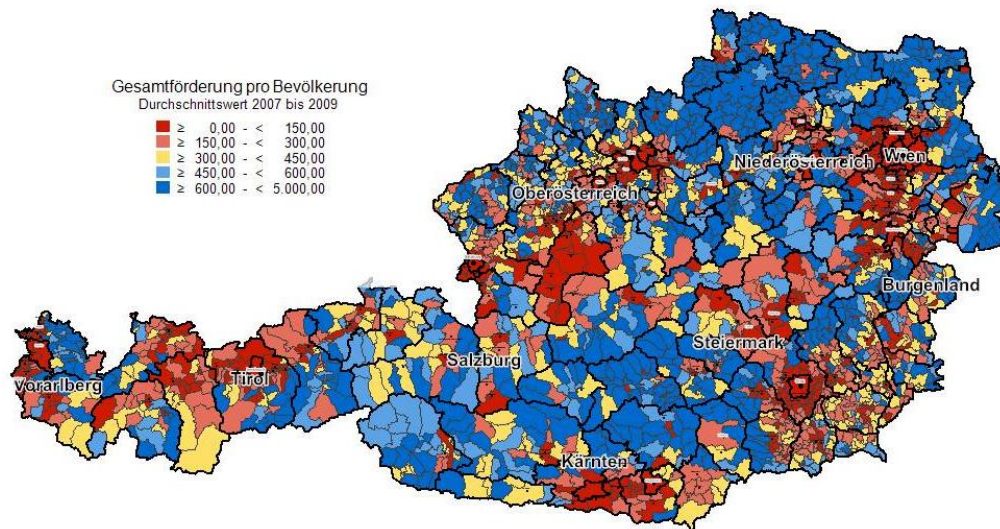 Gesamtförderung pro Bevölkerung
Durchschnittswert 2007 bis 2009
≥ 0,00 - < 150,00
≥ 150,00 - < 300,00
≥ 300,00 - < 450,00
≥ 450,00 - < 600,00
≥ 600,00 - < 5.000,00
Niederösterreich
Wien
Oberösterreich
Burgenland
Steiermark
Salzburg
Vorarlberg
Tirol
Kärnten